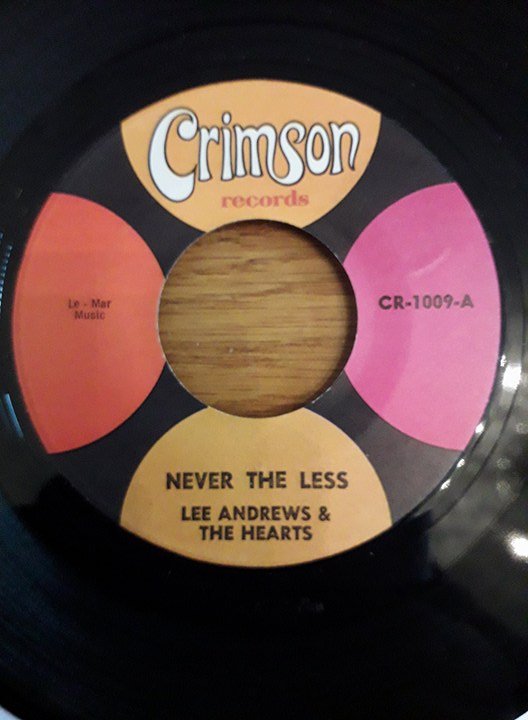 Crimson
records
Le - Mar
Music
CR-1009-A
NEVER THE LESS
LEE ANDREWS &
THE HEARTS